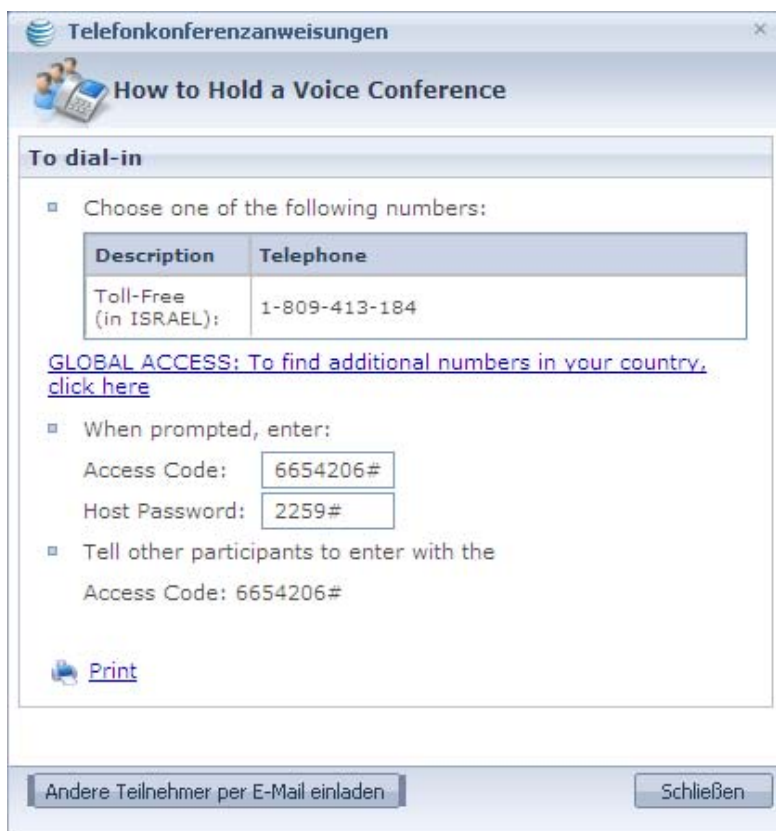 Telefonkonferenzanweisungen
How to Hold a Voice Conference
To dial-in
Choose one of the following numbers:
Description Telephone
Toll-Free
(in ISRAEL): 1-809-413-184
GLOBAL ACCESS: To find additional numbers in your country,
click here
When prompted, enter:
Access Code: 6654206#
Host Password: 2259#
Tell other participants to enter with the
Access Code: 6654206#
Print
Andere Teilnehmer per E-Mail einladen Schließen